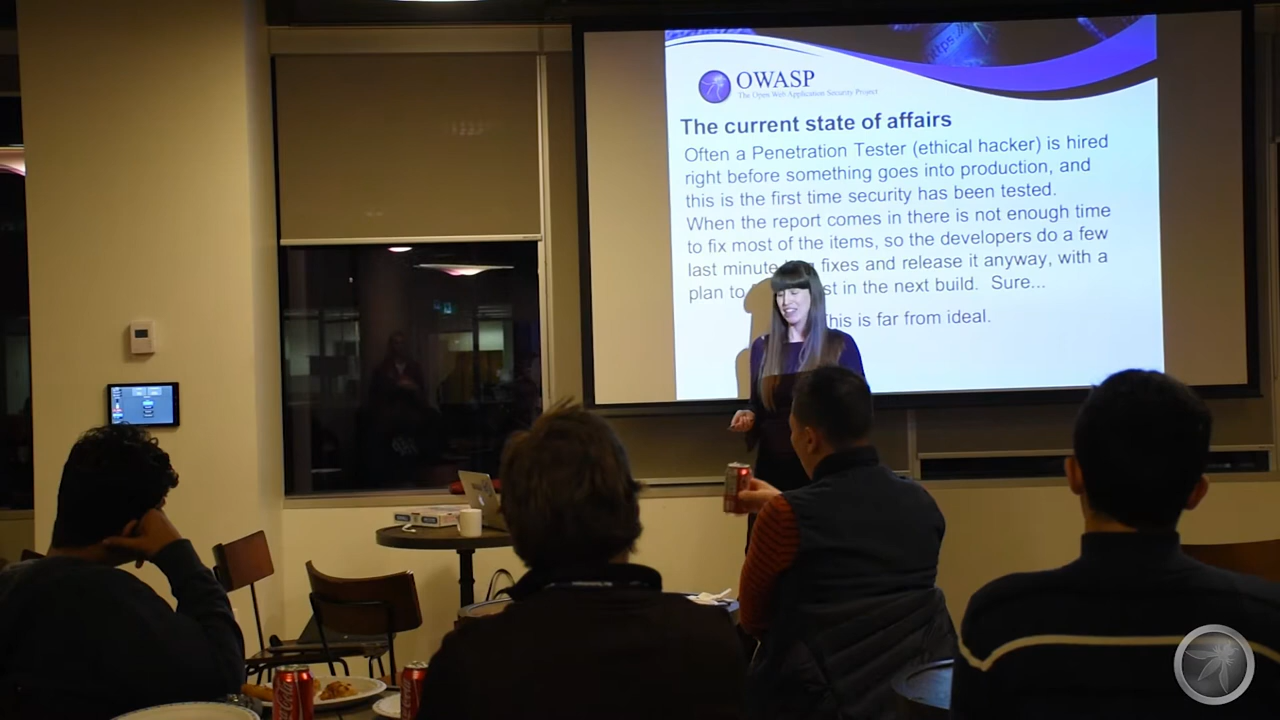 https://
OWASP
The Open Web Application Security Project
The current state of affairs
Often a Penetration Tester (ethical hacker) is hired
right before something goes into production, and
this is the first time security has been tested.
When the report comes in there is not enough time
to fix most of the items, so the developers do a few
last minute fixes and release it anyway, with a
plan to in the next build. Sure...
This is far from ideal.
Coca-Cola